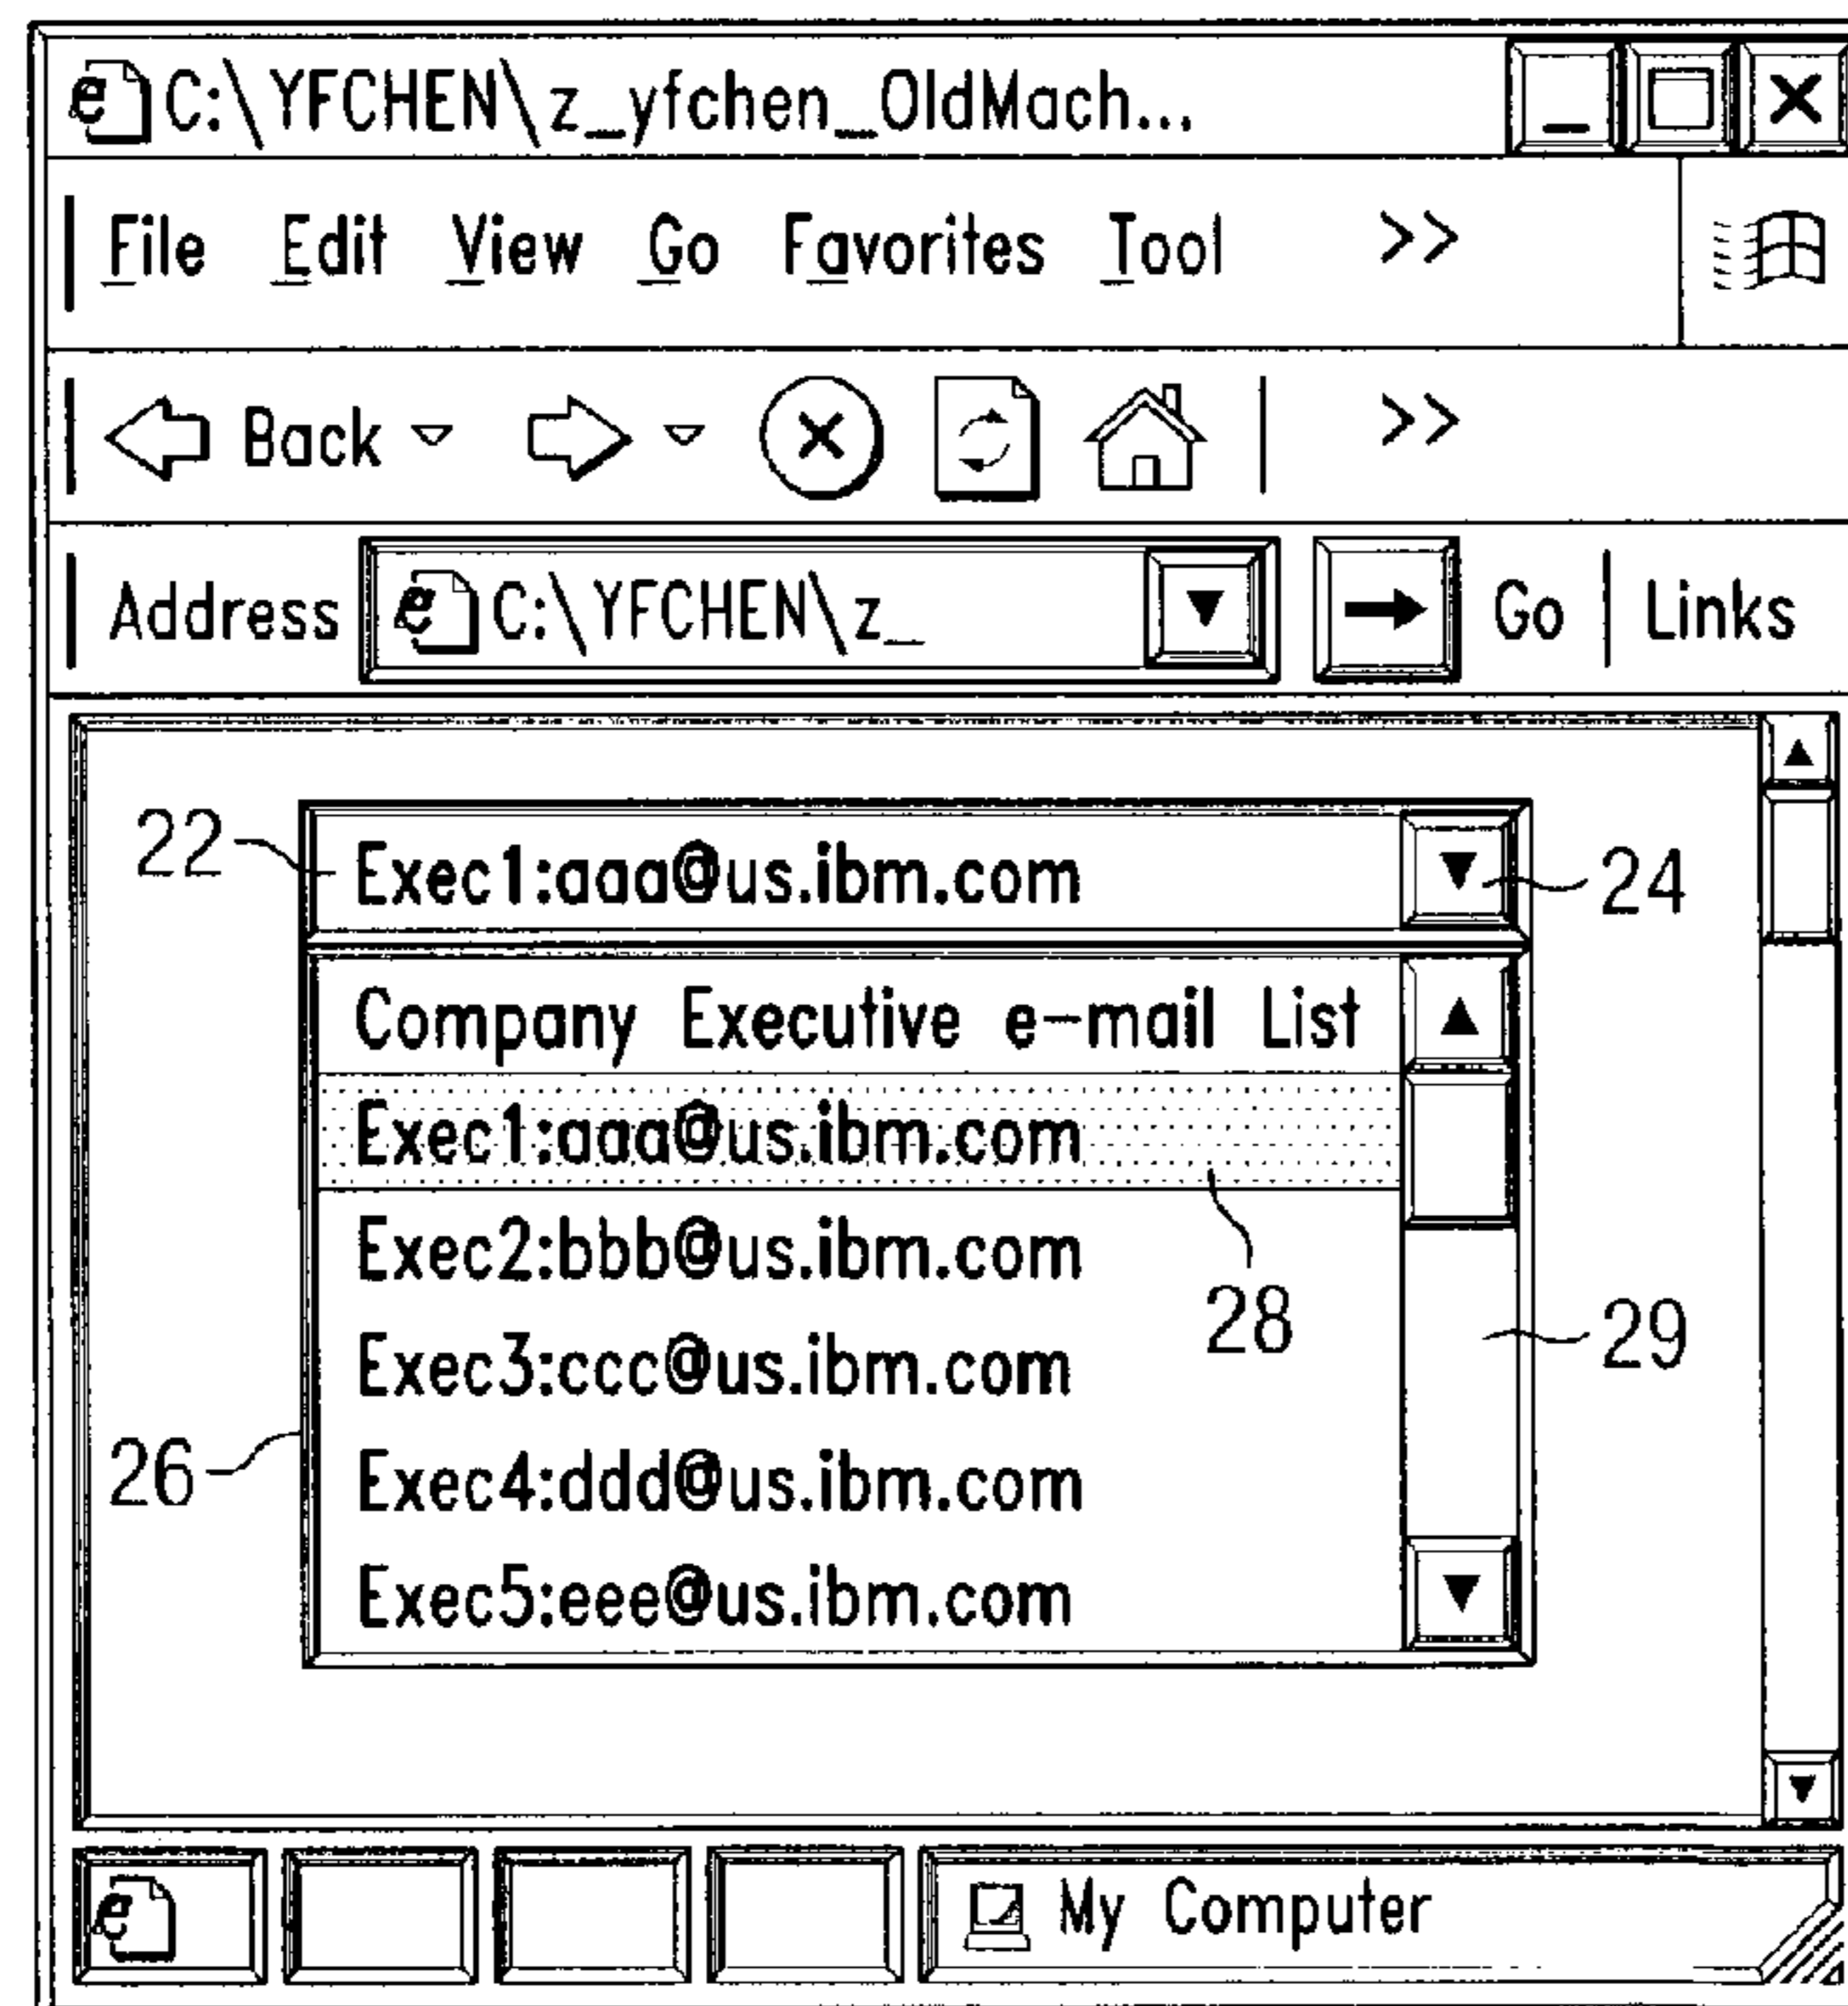 C:\YFCHEN\z_yfchen_OldMach...
File Edit View Go Favorites Tool >>
Back >>
Address C:\YFCHEN\z_ Go Links
22 Exec1:aaa@us.ibm.com 24
Company Executive e-mail List
Exec1:aaa@us.ibm.com
28
Exec2:bbb@us.ibm.com
Exec3:ccc@us.ibm.com
29
26
Exec4:ddd@us.ibm.com
Exec5:eee@us.ibm.com
My Computer